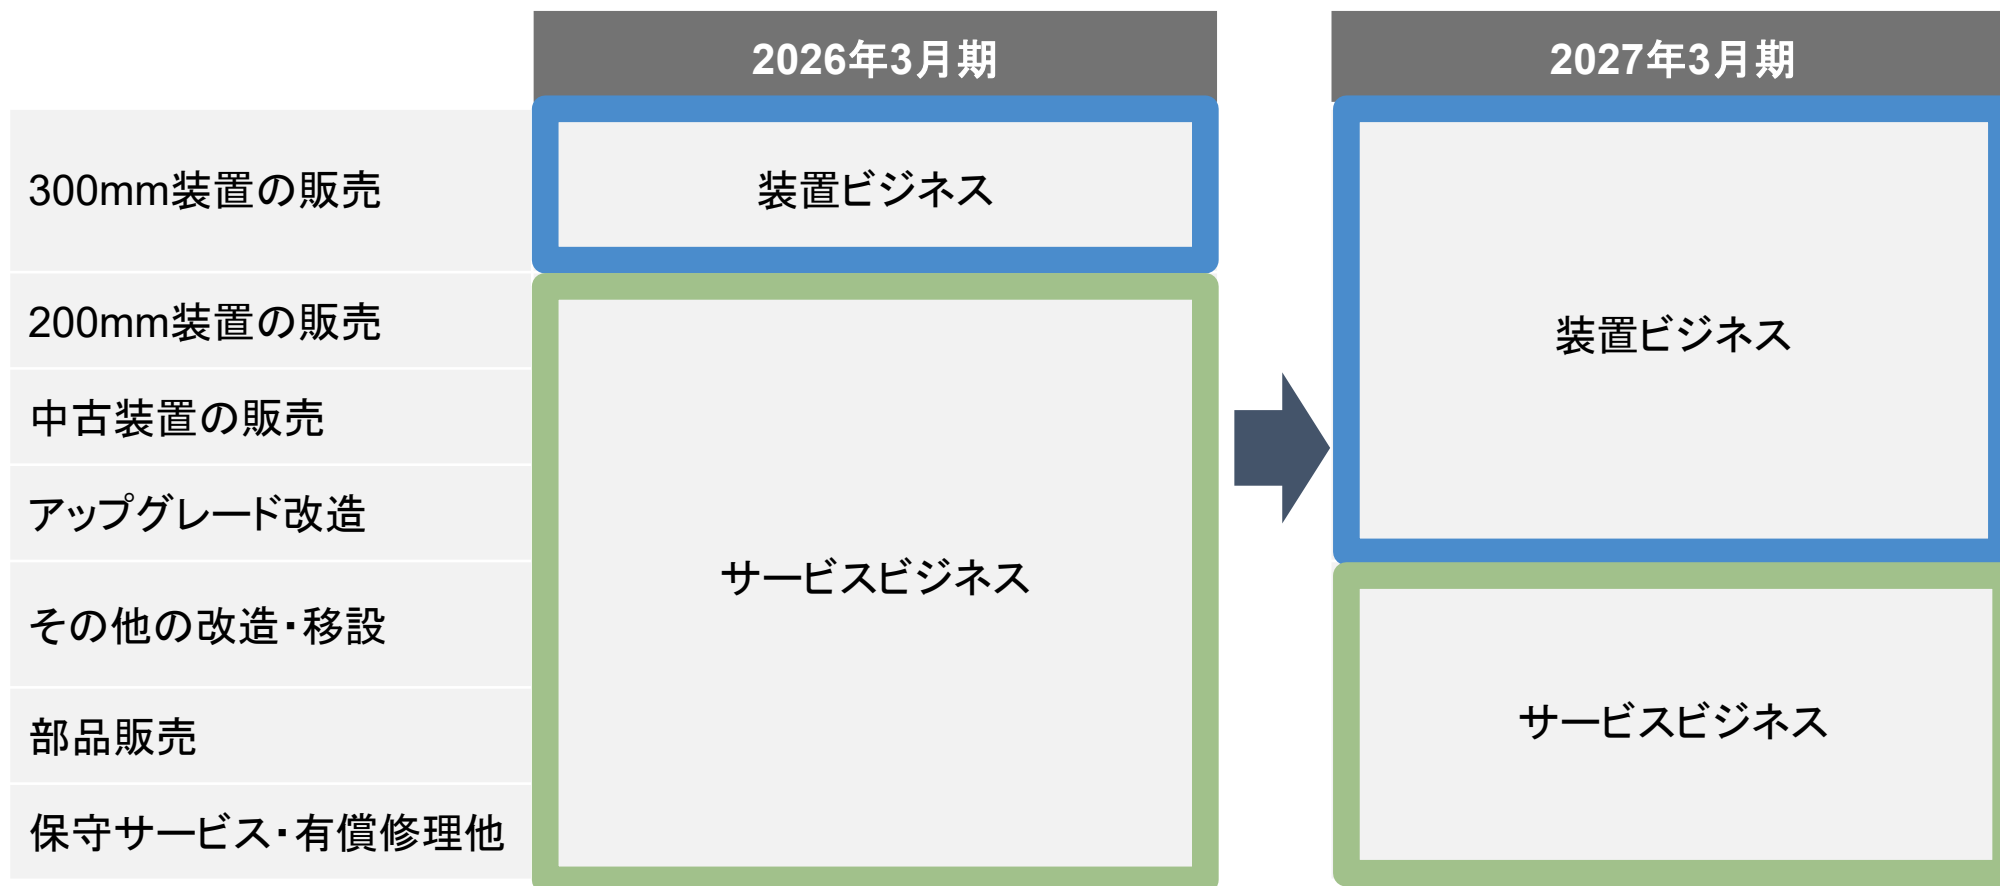 2026年3月期
2027年3月期
300mm装置の販売
200mm装置の販売
中古装置の販売
アップグレード改造
その他の改造・移設
部品販売
保守サービス・有償修理他
装置ビジネス
サービスビジネス
装置ビジネス
サービスビジネス